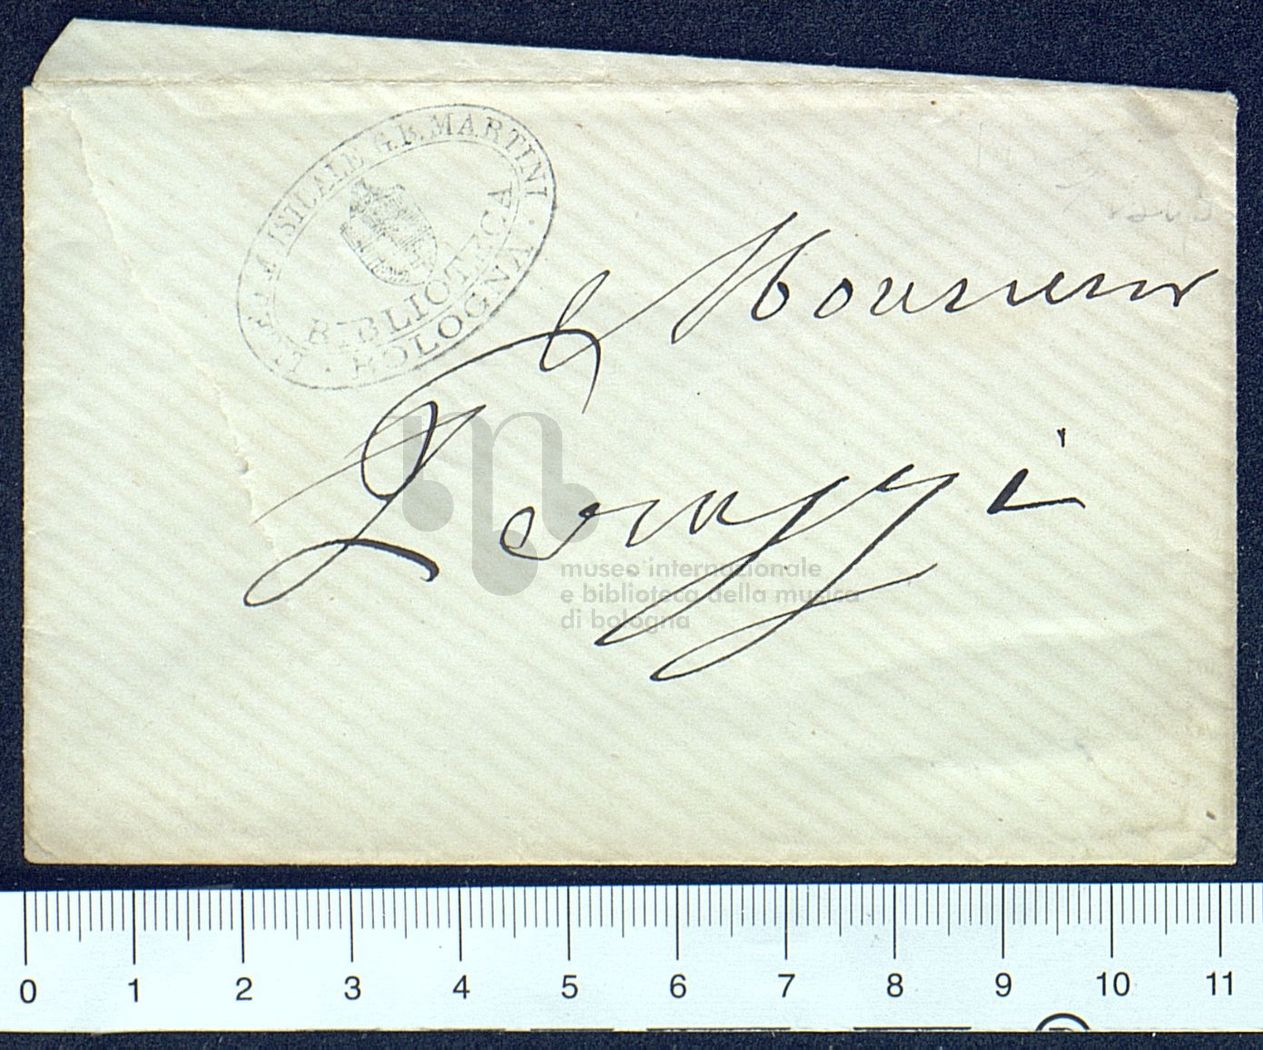 LICEO MUSICALE G.B. MARTINI
BIBLIOTECA
· BOLOGNA ·
Monsieur
museo internazionale
e biblioteca della musica
di bologna
0 1 2 3 4 5 6 7 8 9 10 11